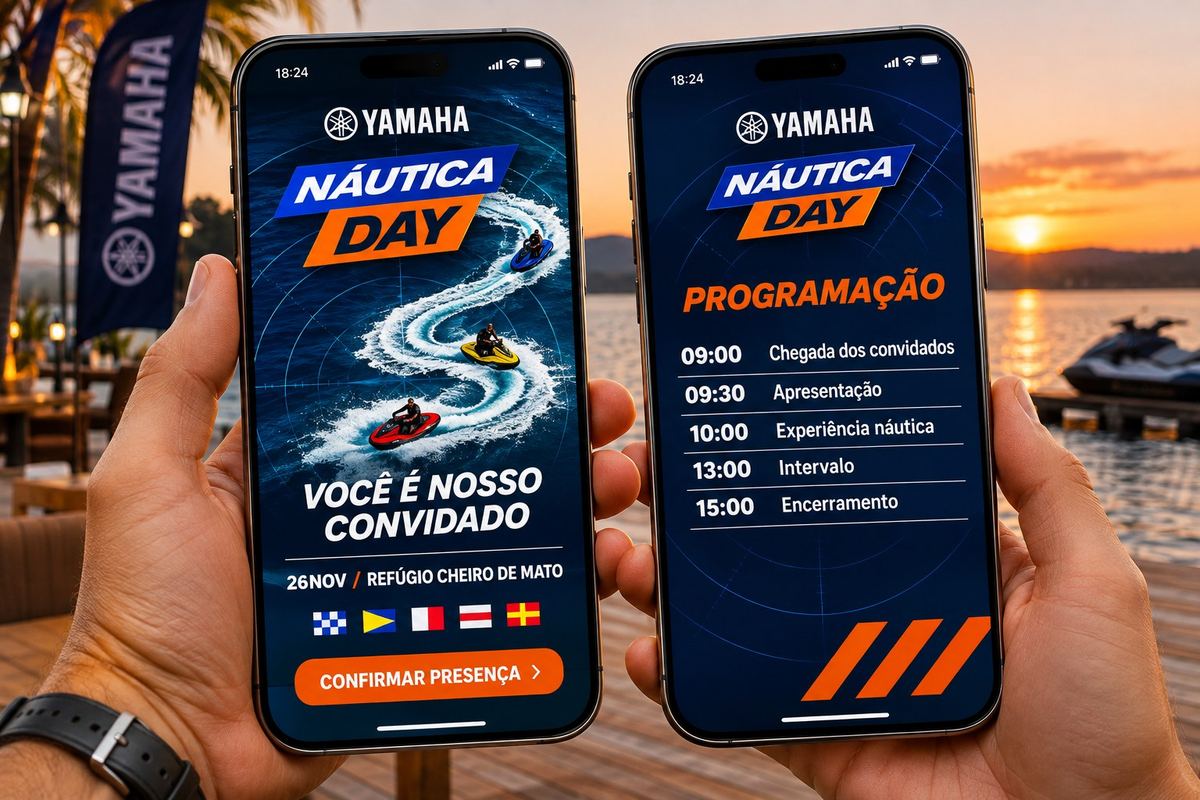 YAMAHA
18:24
YAMAHA
NÁUTICA
DAY
VOCÊ É NOSSO
CONVIDADO
26NOV / REFÚGIO CHEIRO DE MATO
CONFIRMAR PRESENÇA >
18:24
YAMAHA
NÁUTICA
DAY
PROGRAMAÇÃO
09:00 Chegada dos convidados
09:30 Apresentação
10:00 Experiência náutica
13:00 Intervalo
15:00 Encerramento